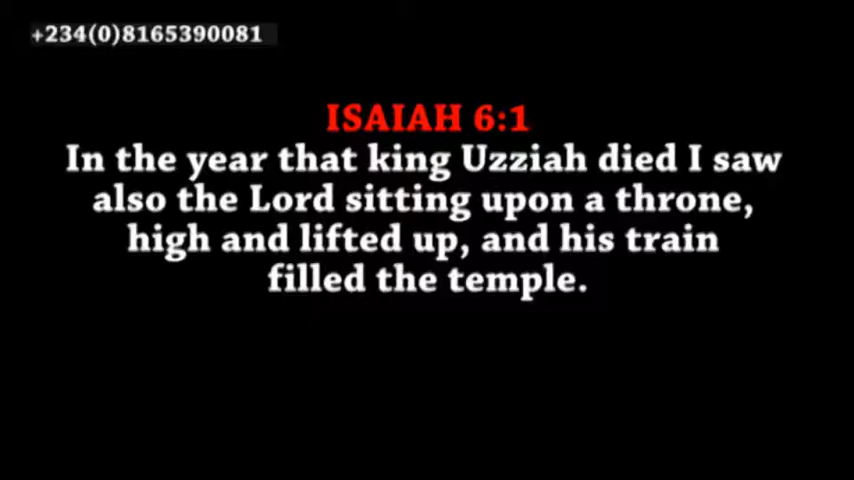 +234(0)8165390081
ISAIAH 6:1
In the year that king Uzziah died I saw
also the Lord sitting upon a throne,
high and lifted up, and his train
filled the temple.